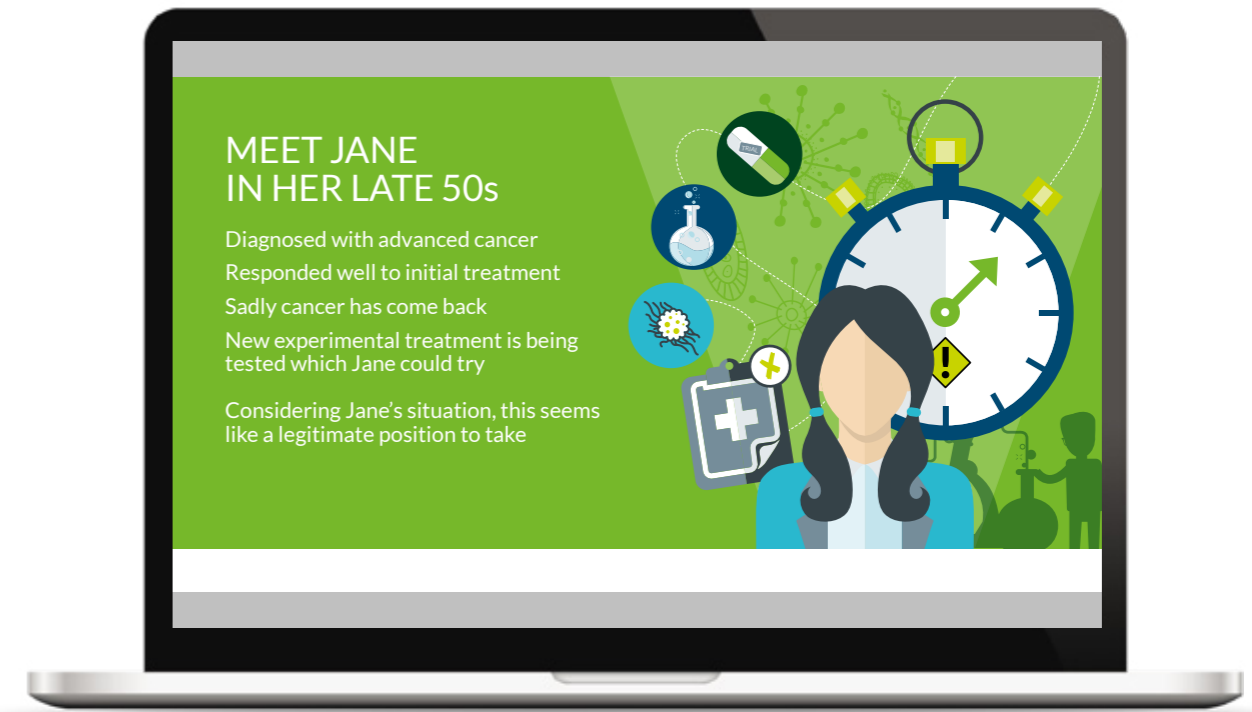 MEET JANE
IN HER LATE 50s
Diagnosed with advanced cancer
Responded well to initial treatment
Sadly cancer has come back
New experimental treatment is being
tested which Jane could try
Considering Jane’s situation, this seems
like a legitimate position to take
TRIAL
!